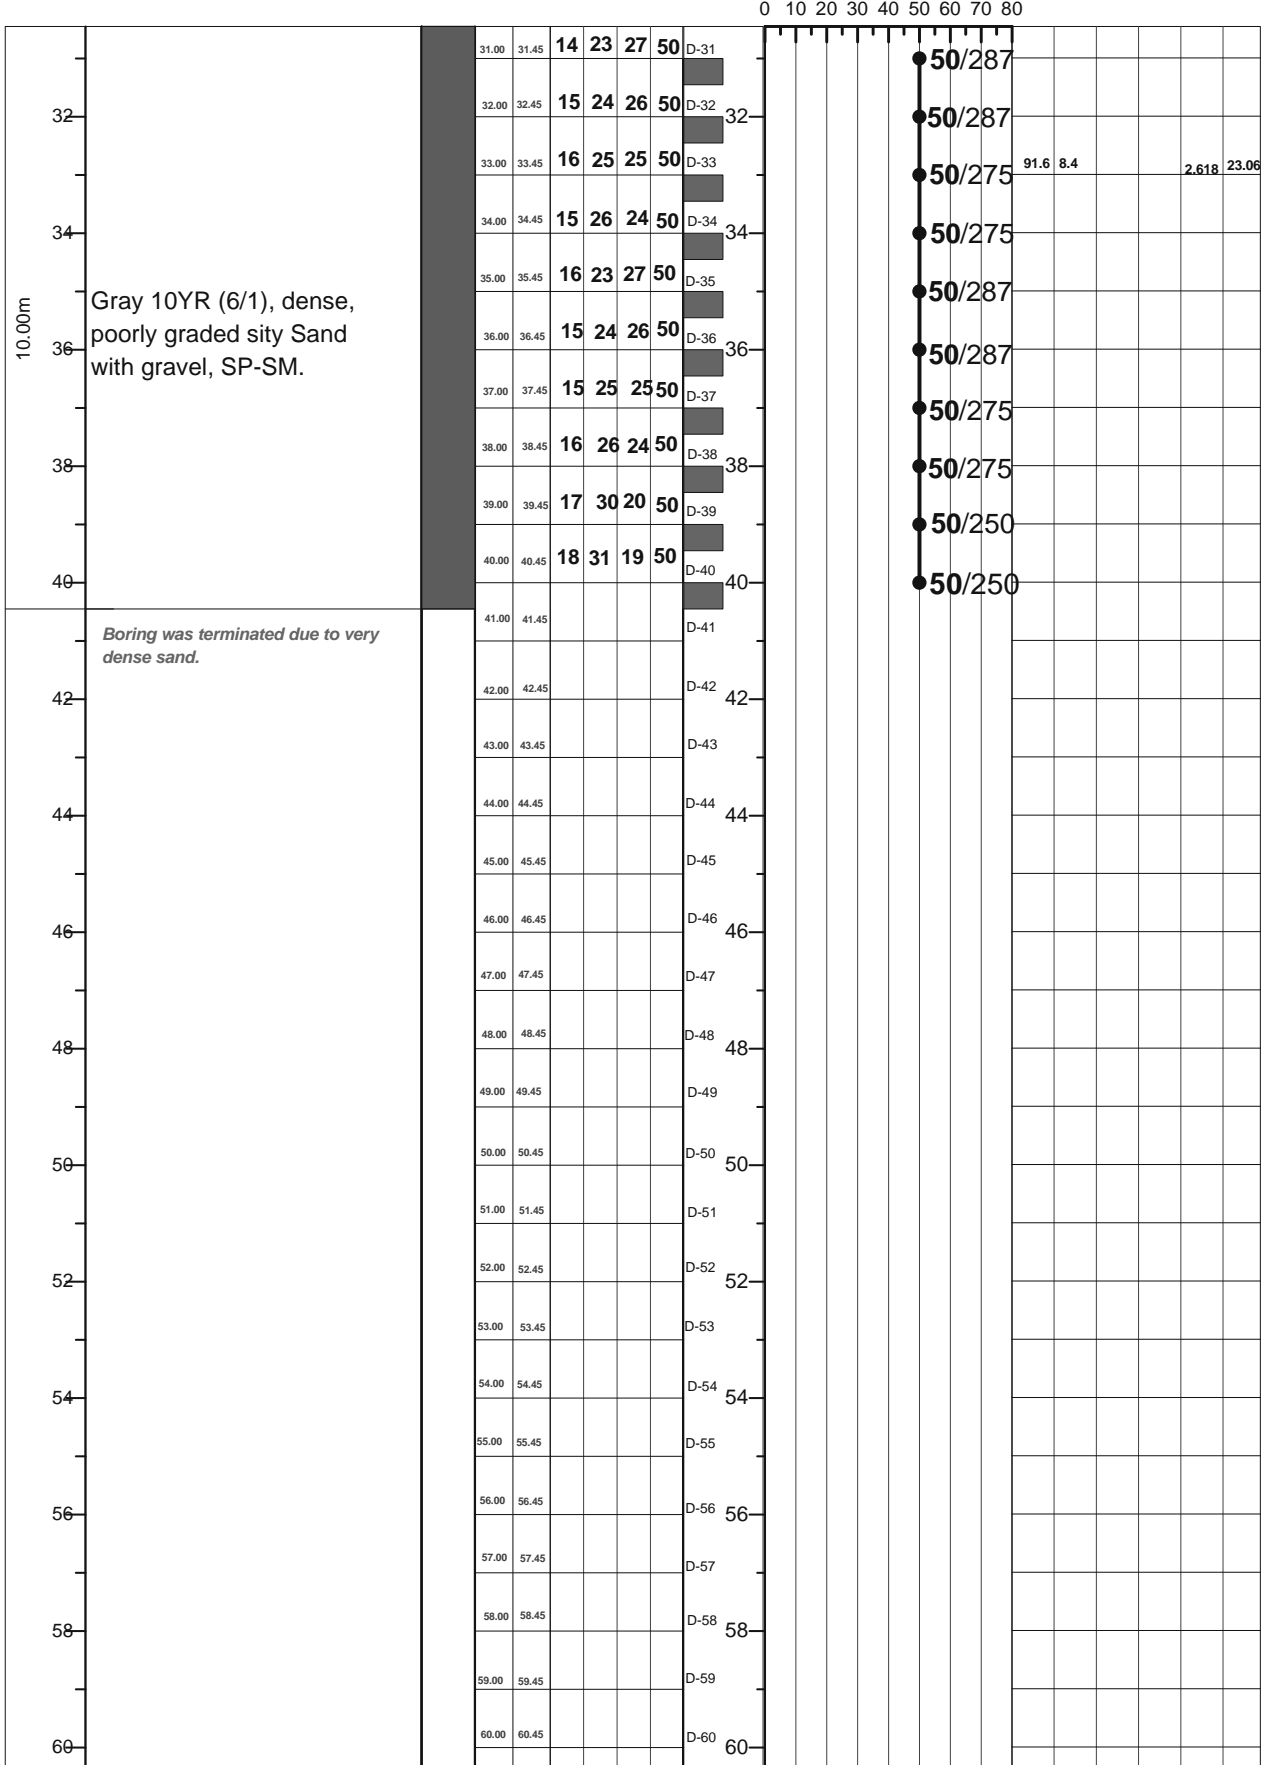 0 10 20 30 40 50 60 70 80
31.00 31.45 14 23 27 50 D-31
50/287
32 32.00 32.45 15 24 26 50 D-32 32 50/287
33.00 33.45 16 25 25 50 D-33 50/275 91.6 8.4 2.618 23.06
34 34.00 34.45 15 26 24 50 D-34 34 50/275
35.00 35.45 16 23 27 50 D-35 50/287
10.00m
Gray 10YR (6/1), dense,
poorly graded sity Sand
with gravel, SP-SM.
36 36.00 36.45 15 24 26 50 D-36 36 50/287
37.00 37.45 15 25 25 50 D-37 50/275
38 38.00 38.45 16 26 24 50 D-38 38 50/275
39.00 39.45 17 30 20 50 D-39 50/250
40 40.00 40.45 18 31 19 50 D-40 40 50/250
41.00 41.45 D-41
Boring was terminated due to very
dense sand.
42 42.00 42.45 D-42 42
43.00 43.45 D-43
44 44.00 44.45 D-44 44
45.00 45.45 D-45
46 46.00 46.45 D-46 46
47.00 47.45 D-47
48 48.00 48.45 D-48 48
49.00 49.45 D-49
50 50.00 50.45 D-50 50
51.00 51.45 D-51
52 52.00 52.45 D-52 52
53.00 53.45 D-53
54 54.00 54.45 D-54 54
55.00 55.45 D-55
56 56.00 56.45 D-56 56
57.00 57.45 D-57
58 58.00 58.45 D-58 58
59.00 59.45 D-59
60 60.00 60.45 D-60 60